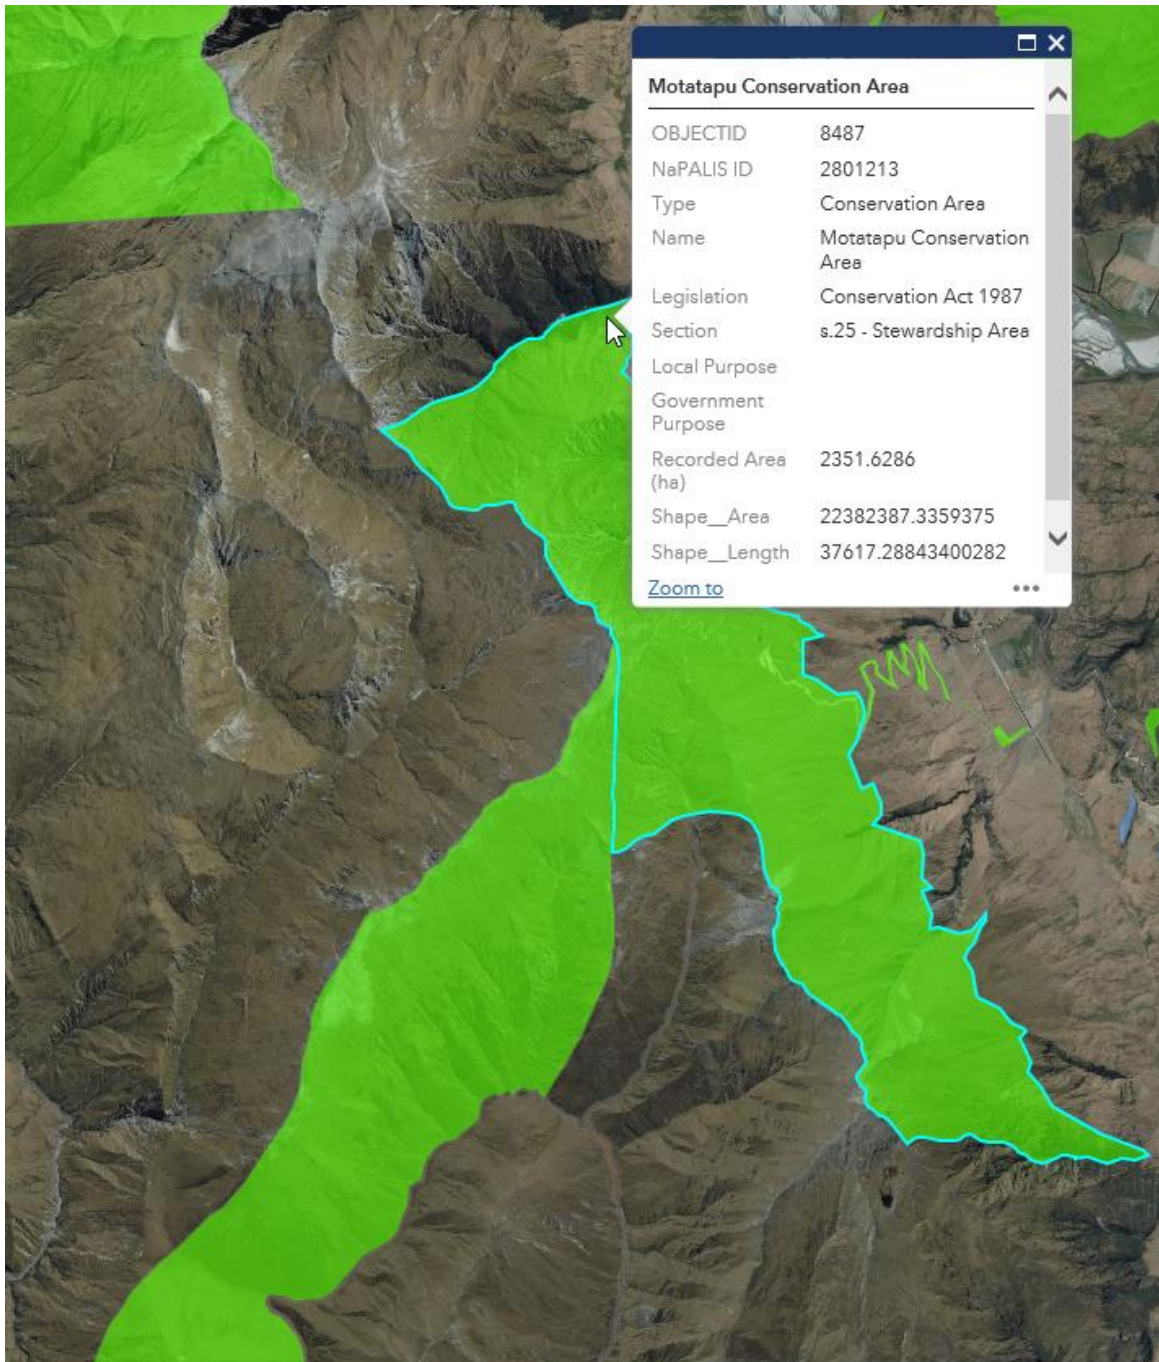 Motatapu Conservation Area
OBJECTID 8487
NaPALIS ID 2801213
Type Conservation Area
Name Motatapu Conservation
Area
Legislation Conservation Act 1987
Section s.25 - Stewardship Area
Local Purpose
Government
Purpose
Recorded Area 2351.6286
(ha)
Shape__Area 22382387.3359375
Shape__Length 37617.28843400282
Zoom to